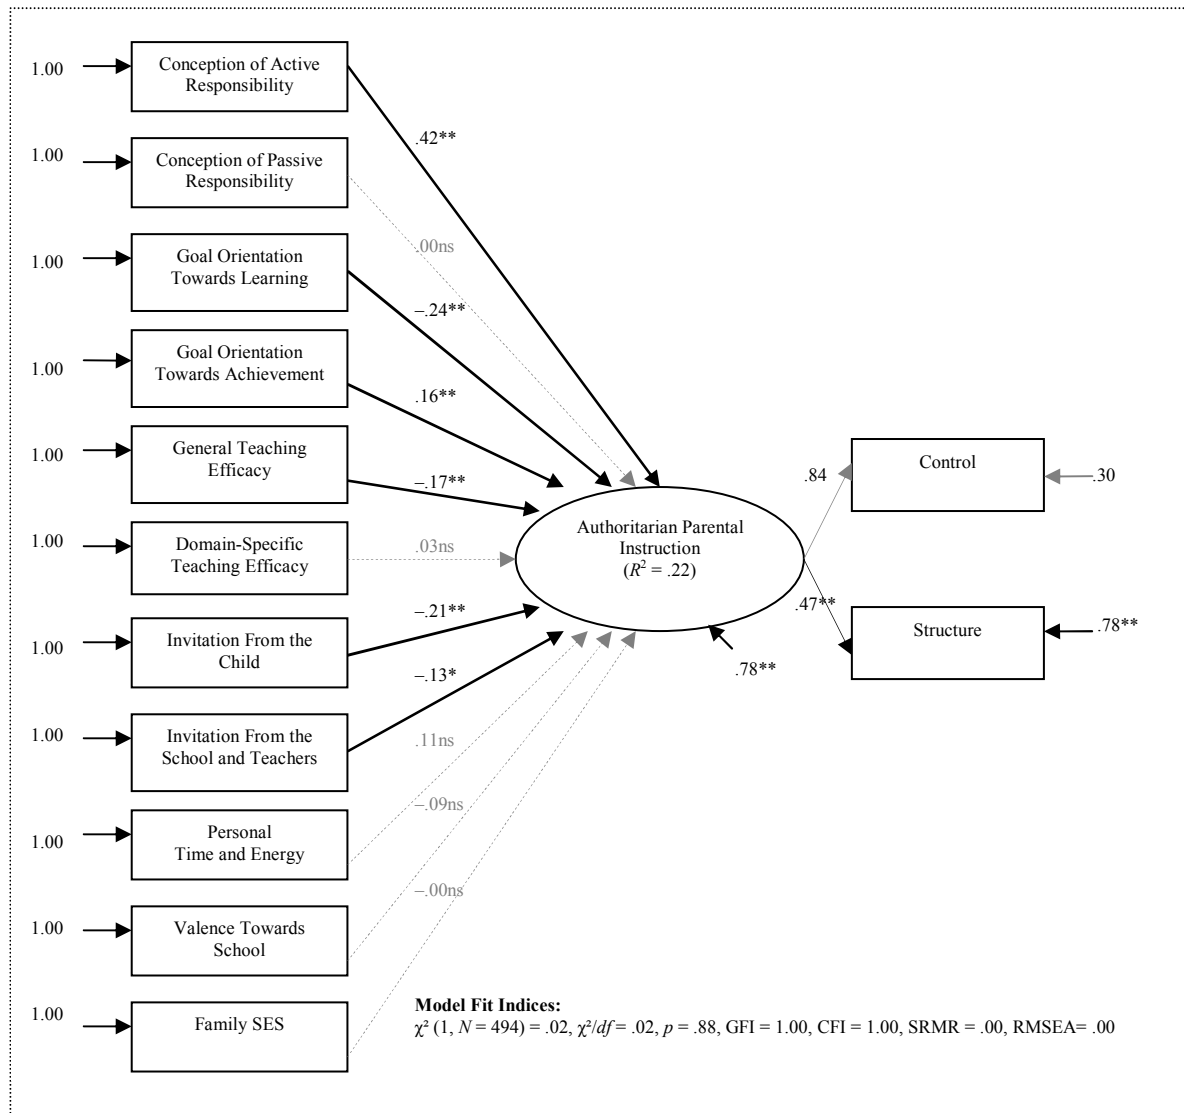 1.00
Conception of Active
Responsibility
.42**
1.00
Conception of Passive
Responsibility
.00ns
1.00
Goal Orientation
Towards Learning
–.24**
1.00
Goal Orientation
Towards Achievement
.16**
1.00
General Teaching
Efficacy
–.17**
1.00
Domain-Specific
Teaching Efficacy
.03ns
1.00
Invitation From the
Child
–.21**
1.00
Invitation From the
School and Teachers
–.13*
1.00
Personal
Time and Energy
.11ns
1.00
Valence Towards
School
–.09ns
1.00
Family SES
–.00ns
Authoritarian Parental
Instruction
(R² = .22)
.78**
.84
Control
.30
.47**
Structure
.78**
Model Fit Indices:
χ² (1, N = 494) = .02, χ²/df = .02, p = .88, GFI = 1.00, CFI = 1.00, SRMR = .00, RMSEA= .00